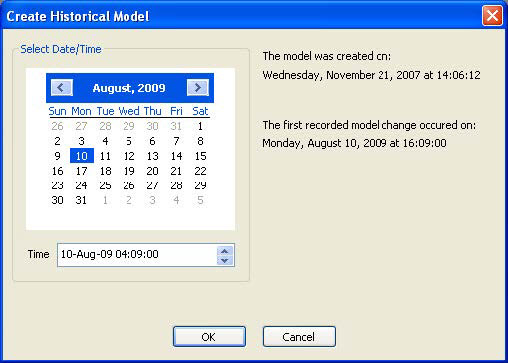 Create Historical Model
Select Date/Time
August, 2009
Sun Mon Tue Wed Thu Fri Sat
26 27 28 29 30 31 1
2 3 4 5 6 7 8
9 10 11 12 13 14 15
16 17 18 19 20 21 22
23 24 25 26 27 28 29
30 31 1 2 3 4 5
Time 10-Aug-09 04:09:00
The model was created cn:
Wednesday, November 21, 2007 at 14:06:12
The first recorded model change occured on:
Monday, August 10, 2009 at 16:09:00
OK Cancel